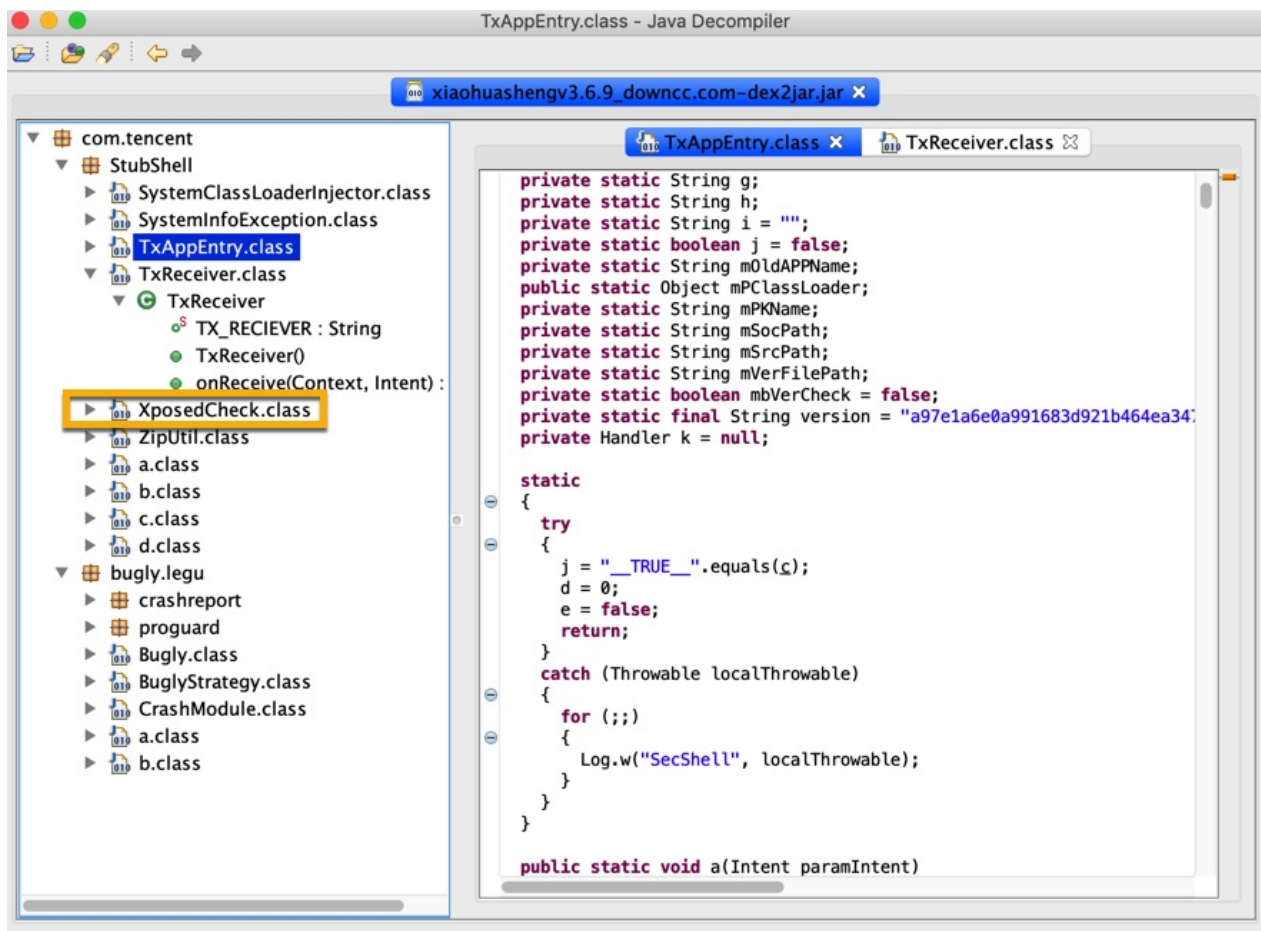 TxAppEntry.class - Java Decompiler
xiaohuashengv3.6.9_downcc.com-dex2jar.jar
com.tencent
StubShell
SystemClassLoaderInjector.class
SystemInfoException.class
TxAppEntry.class
TxReceiver.class
TxReceiver
TX_RECIEVER : String
TxReceiver()
onReceive(Context, Intent) :
XposedCheck.class
ZipUtil.class
a.class
b.class
c.class
d.class
bugly.legu
crashreport
proguard
Bugly.class
BuglyStrategy.class
CrashModule.class
a.class
b.class
TxAppEntry.class
TxReceiver.class
private static String g;
private static String h;
private static String i = "";
private static boolean j = false;
private static String mOldAPPName;
public static Object mPClassLoader;
private static String mPKName;
private static String mSocPath;
private static String mSrcPath;
private static String mVerFilePath;
private static boolean mbVerCheck = false;
private static final String version = "a97e1a6e0a991683d921b464ea347
private Handler k = null;
static
{
try
{
j = "__TRUE__".equals(c);
d = 0;
e = false;
return;
}
catch (Throwable localThrowable)
{
for (;;)
{
Log.w("SecShell", localThrowable);
}
}
}
public static void a(Intent paramIntent)